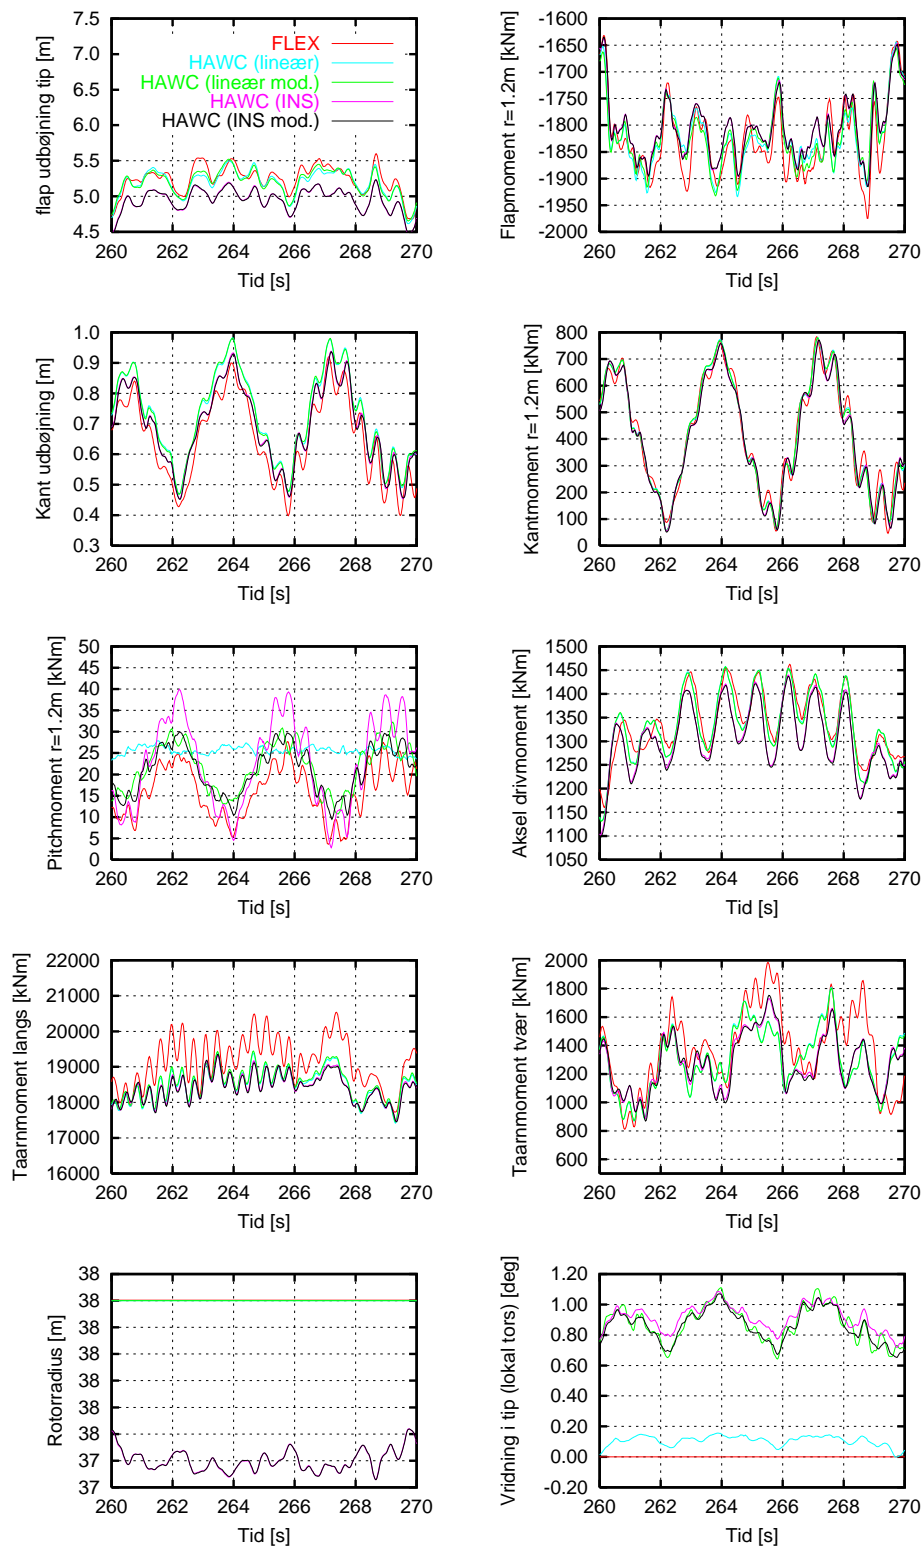 7.5
7.0
6.5
6.0
5.5
5.0
4.5
260 262 264 266 268 270
flap udbøjning tip [m]
Tid [s]
FLEX
HAWC (lineær)
HAWC (lineær mod.)
HAWC (INS)
HAWC (INS mod.)
-1600
-1650
-1700
-1750
-1800
-1850
-1900
-1950
-2000
260 262 264 266 268 270
Flapmoment r=1.2m [kNm]
Tid [s]
1.0
0.9
0.8
0.7
0.6
0.5
0.4
0.3
260 262 264 266 268 270
Kant udbøjning [m]
Tid [s]
800
700
600
500
400
300
200
100
0
260 262 264 266 268 270
Kantmoment r=1.2m [kNm]
Tid [s]
50
45
40
35
30
25
20
15
10
5
0
260 262 264 266 268 270
Pitchmoment r=1.2m [kNm]
Tid [s]
1500
1450
1400
1350
1300
1250
1200
1150
1100
1050
260 262 264 266 268 270
Aksel drivmoment [kNm]
Tid [s]
22000
21000
20000
19000
18000
17000
16000
260 262 264 266 268 270
Taarnmoment langs [kNm]
Tid [s]
2000
1800
1600
1400
1200
1000
800
600
260 262 264 266 268 270
Taarnmoment tvær [kNm]
Tid [s]
38
38
38
38
38
38
38
37
37
260 262 264 266 268 270
Rotorradius [m]
Tid [s]
1.20
1.00
0.80
0.60
0.40
0.20
0.00
-0.20
260 262 264 266 268 270
Vridning i tip (lokal tors) [deg]
Tid [s]